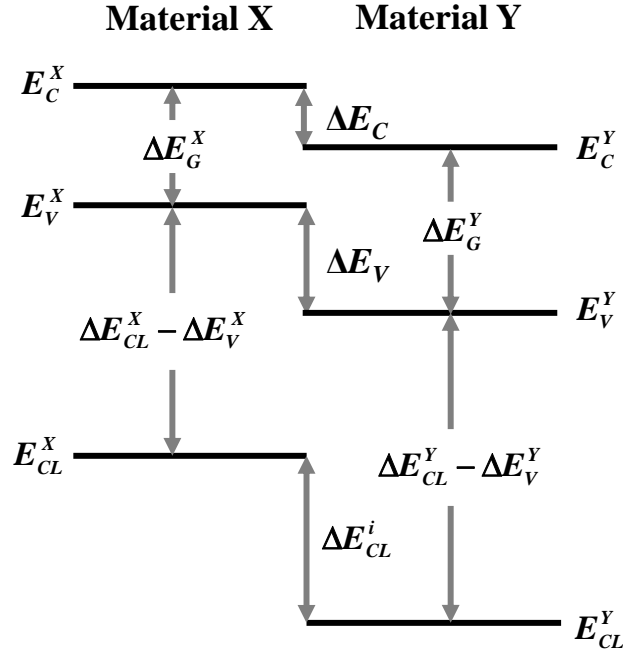 Material X Material Y
E_C^X
ΔE_C
ΔE_G^X
E_C^Y
E_V^X
ΔE_G^Y
ΔE_V
E_V^Y
ΔE_CL^X − ΔE_V^X
E_CL^X
ΔE_CL^Y − ΔE_V^Y
ΔE_CL^i
E_CL^Y